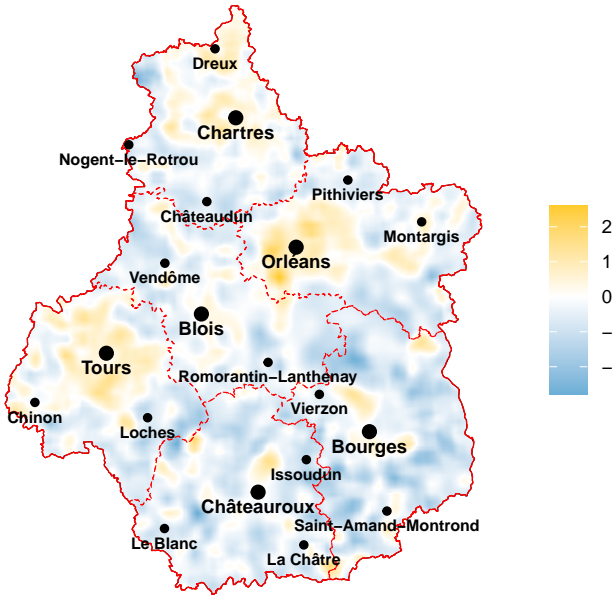 Dreux
Chartres
Nogent−le−Rotrou
Pithiviers
Châteaudun
Montargis
Orléans
Vendôme
Blois
Tours
Romorantin−Lanthenay
Chinon
Vierzon
Loches
Bourges
Issoudun
Châteauroux
Saint−Amand−Montrond
Le Blanc
La Châtre
2
1
0
−
−